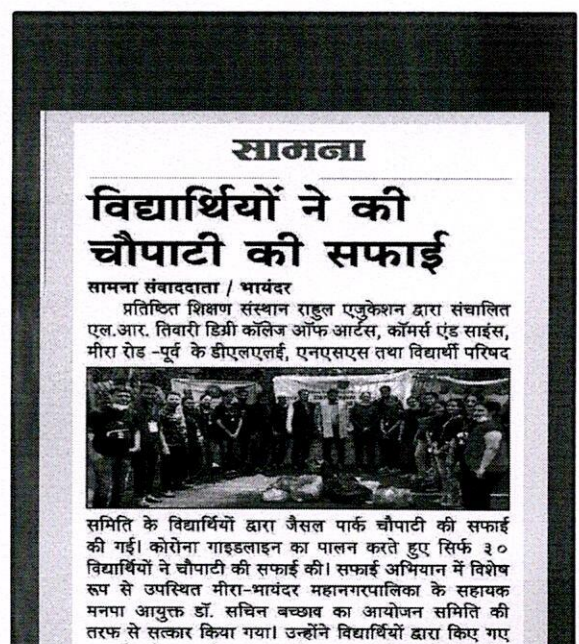 सामना
विद्यार्थियों ने की
चौपाटी की सफाई
सामना संवाददाता / भायंदर
प्रतिष्ठित शिक्षण संस्थान राहुल एजुकेशन द्वारा संचालित
एल.आर. तिवारी डिग्री कॉलेज ऑफ आर्टस, कॉमर्स एंड साइंस,
मीरा रोड -पूर्व के डीएलएलई, एनएसएस तथा विद्यार्थी परिषद
समिति के विद्यार्थियों द्वारा जैसल पार्क चौपाटी की सफाई
की गई। कोरोना गाइडलाइन का पालन करते हुए सिर्फ ३०
विद्यार्थियों ने चौपाटी की सफाई की। सफाई अभियान में विशेष
रूप से उपस्थित मीरा-भायंदर महानगरपालिका के सहायक
मनपा आयुक्त डॉ. सचिन बच्छाव का आयोजन समिति की
तरफ से सत्कार किया गया। उन्होंने विद्यार्थियों द्वारा किए गए